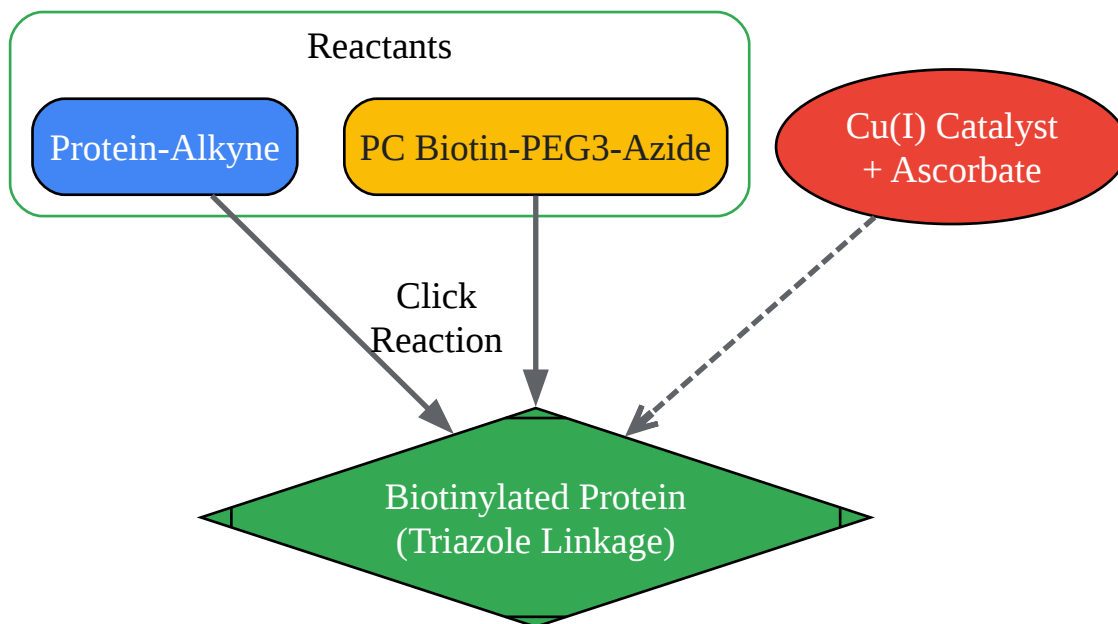 Reactants
Protein-Alkyne
PC Biotin-PEG3-Azide
Cu(I) Catalyst
+ Ascorbate
Click
Reaction
Biotinylated Protein
(Triazole Linkage)